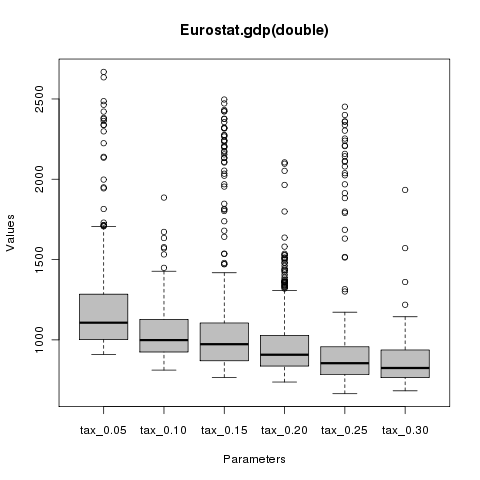 Eurostat.gdp(double)
2500
2000
1500
1000
Values
tax_0.05 tax_0.10 tax_0.15 tax_0.20 tax_0.25 tax_0.30
Parameters